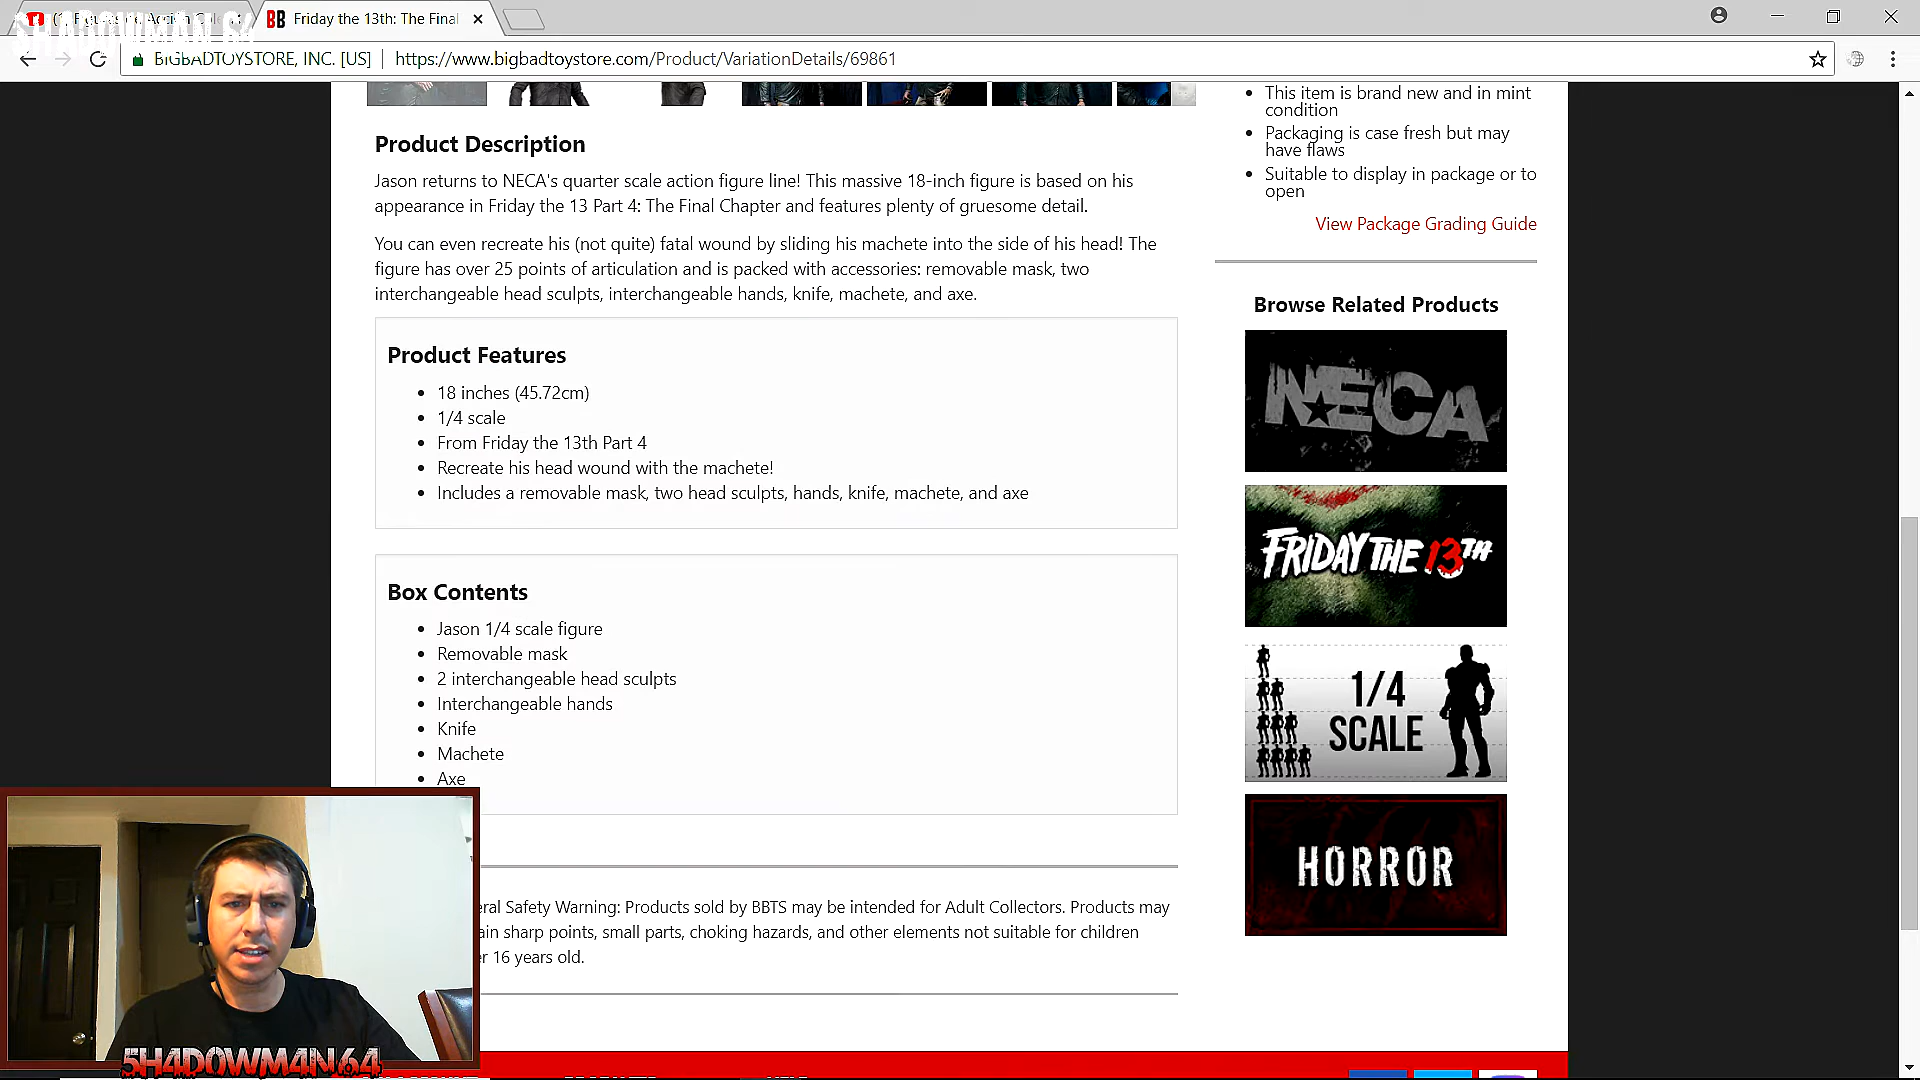 5H4D0WM4N 64
Friday the 13th: The Final
BIGBADTOYSTORE, INC. [US] | https://www.bigbadtoystore.com/Product/VariationDetails/69861
This item is brand new and in mint
condition
Packaging is case fresh but may
have flaws
Suitable to display in package or to
open
View Package Grading Guide
Product Description
Jason returns to NECA's quarter scale action figure line! This massive 18-inch figure is based on his
appearance in Friday the 13 Part 4: The Final Chapter and features plenty of gruesome detail.
You can even recreate his (not quite) fatal wound by sliding his machete into the side of his head! The
figure has over 25 points of articulation and is packed with accessories: removable mask, two
interchangeable head sculpts, interchangeable hands, knife, machete, and axe.
Product Features
18 inches (45.72cm)
1/4 scale
From Friday the 13th Part 4
Recreate his head wound with the machete!
Includes a removable mask, two head sculpts, hands, knife, machete, and axe
Box Contents
Jason 1/4 scale figure
Removable mask
2 interchangeable head sculpts
Interchangeable hands
Knife
Machete
Axe
Browse Related Products
NECA
FRIDAY THE 13TH
1/4
SCALE
HORROR
Safety Warning: Products sold by BBTS may be intended for Adult Collectors. Products may
sharp points, small parts, choking hazards, and other elements not suitable for children
16 years old.
5H4D0WM4N 64